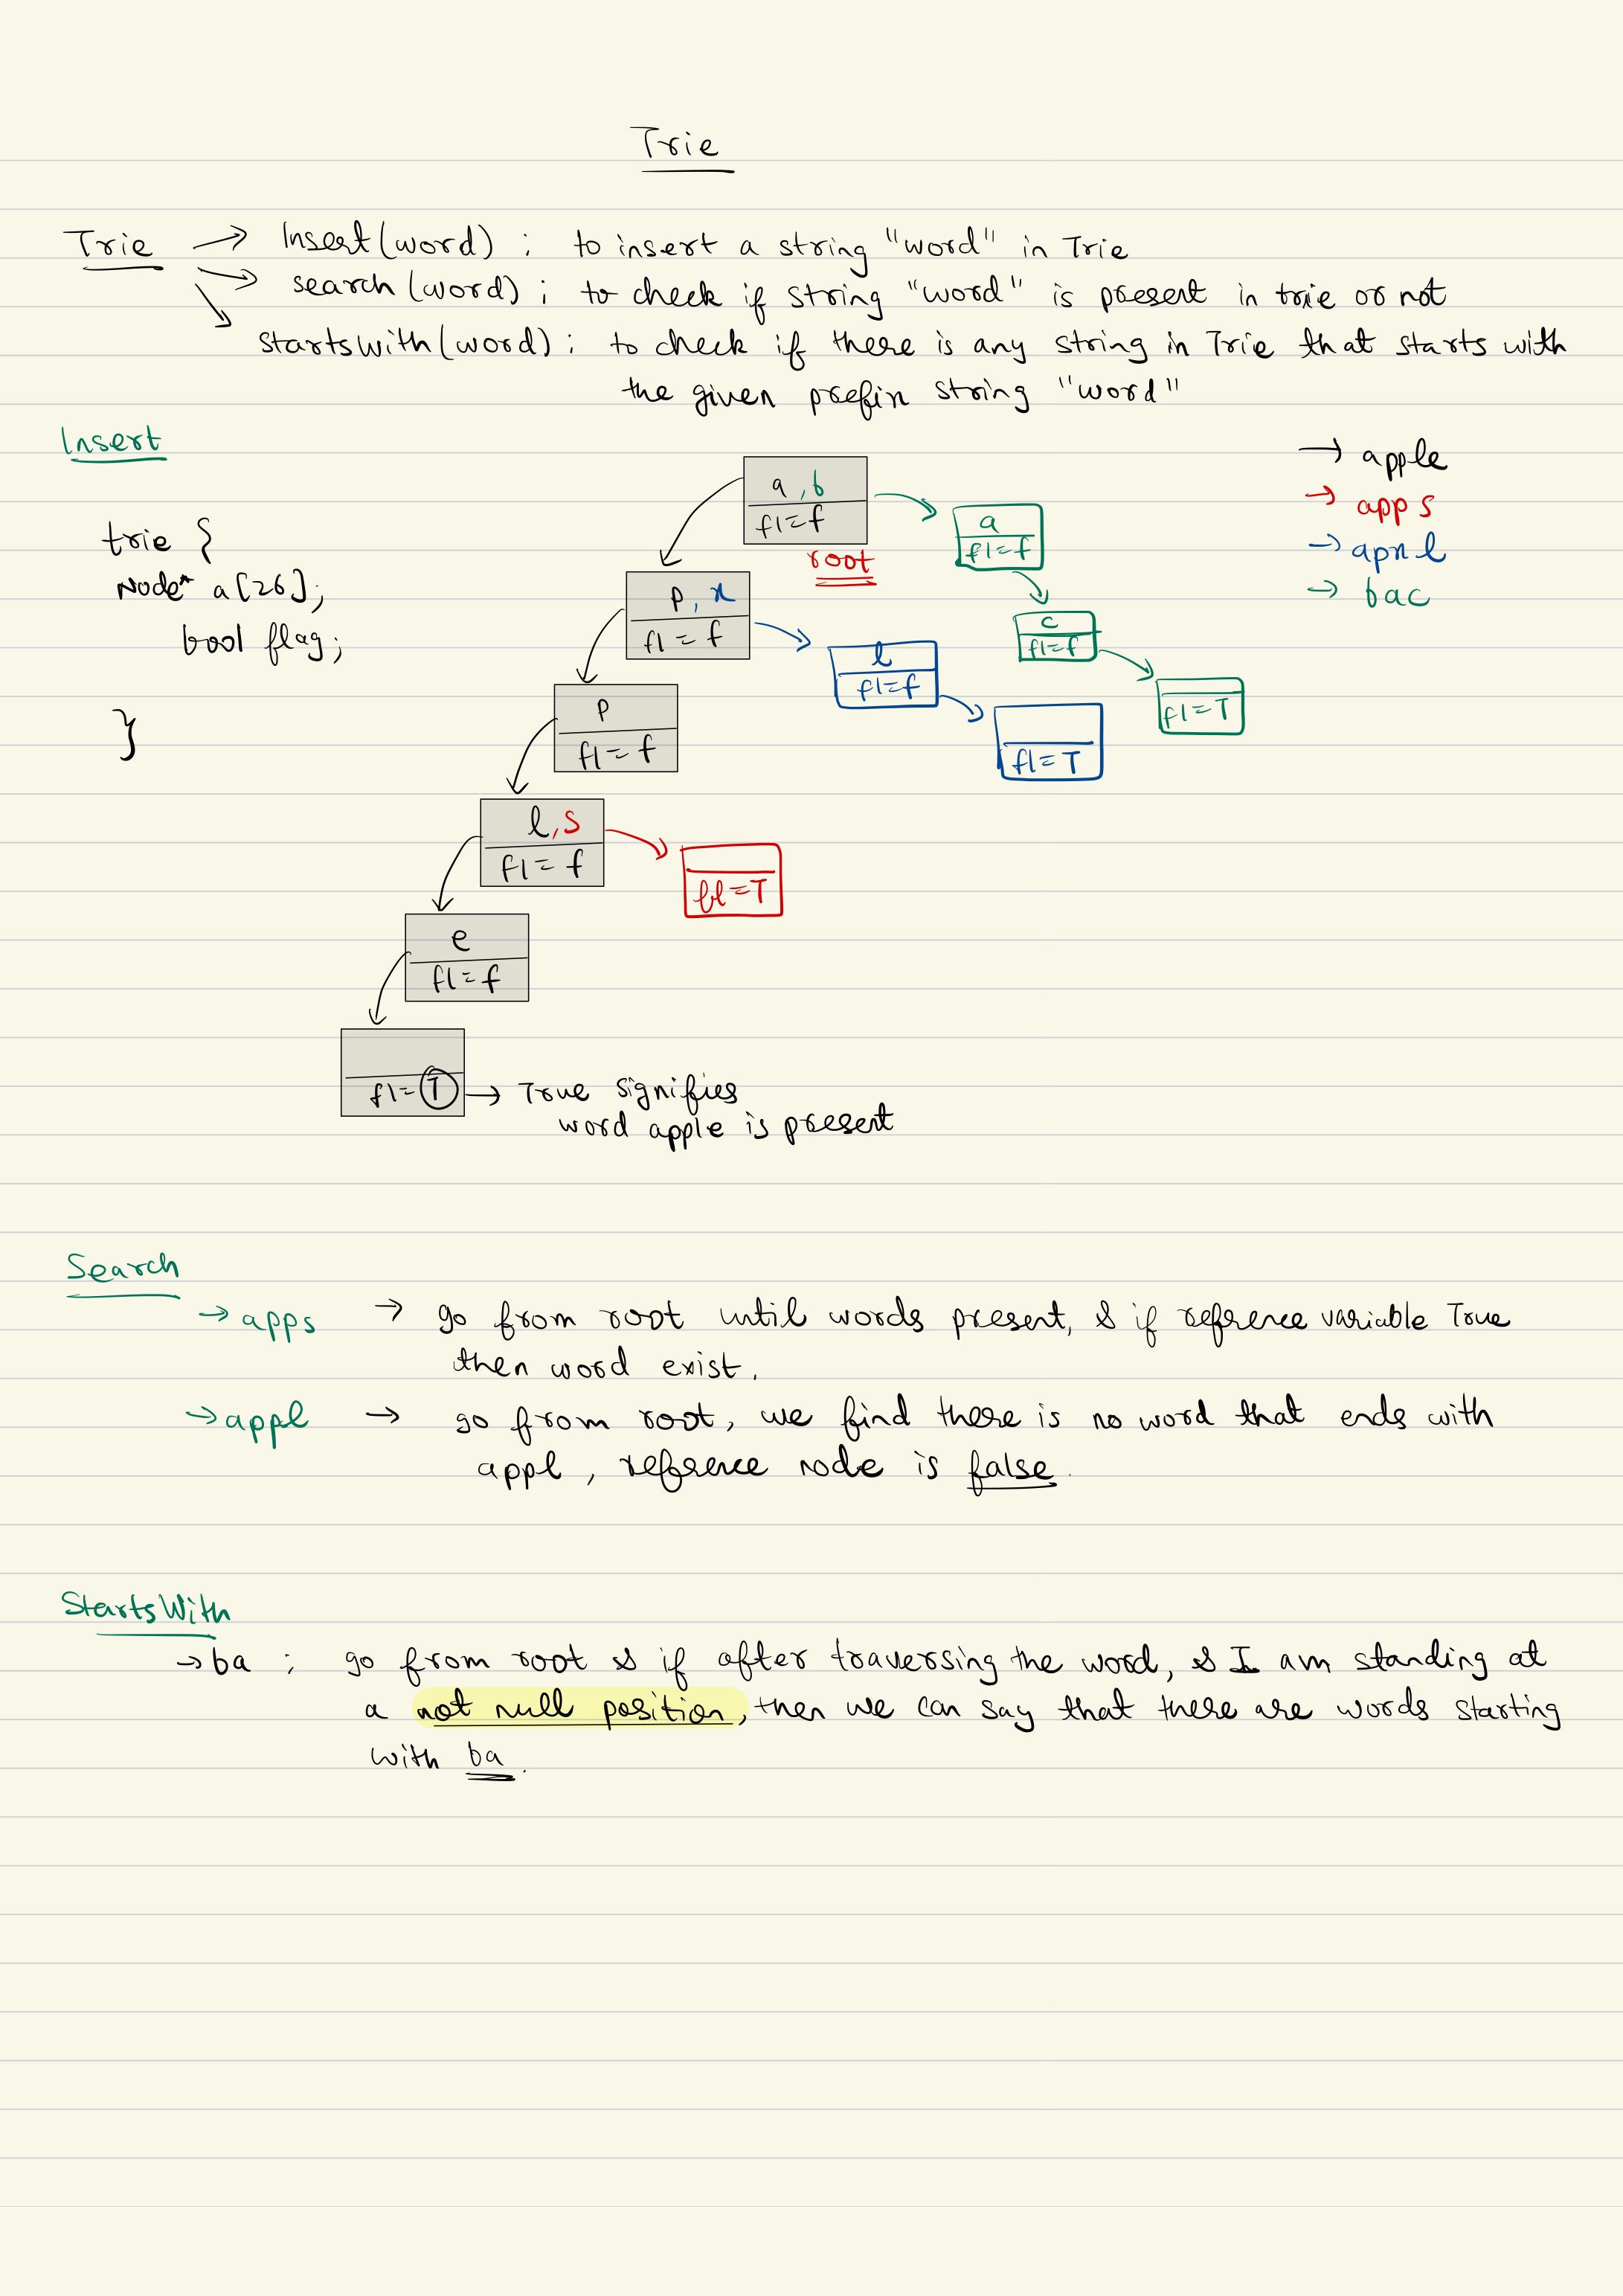 Trie
Trie → Insert(word) ; to insert a string "word" in Trie
→ search(word) ; to check if string "word" is present in trie or not
→ startsWith(word) ; to check if there is any string in Trie that starts with
the given prefix string "word"
Insert
→ apple
→ apps
→ apxl
→ bac
trie {
Node* a[26];
bool flag;
}
a, b
fl=f
root
a
fl=f
p, x
fl=f
c
fl=f
l
fl=f
fl=T
p
fl=f
fl=T
l, s
fl=f
fl=T
e
fl=f
fl=T → True signifies
word apple is present
Search
→ apps → go from root until words present, & if reference variable True
then word exist.
→ appl → go from root, we find there is no word that ends with
appl, reference node is false.
StartsWith
→ ba ; go from root & if after traversing the word, & I am standing at
a not null position, then we can say that there are words starting
with ba.